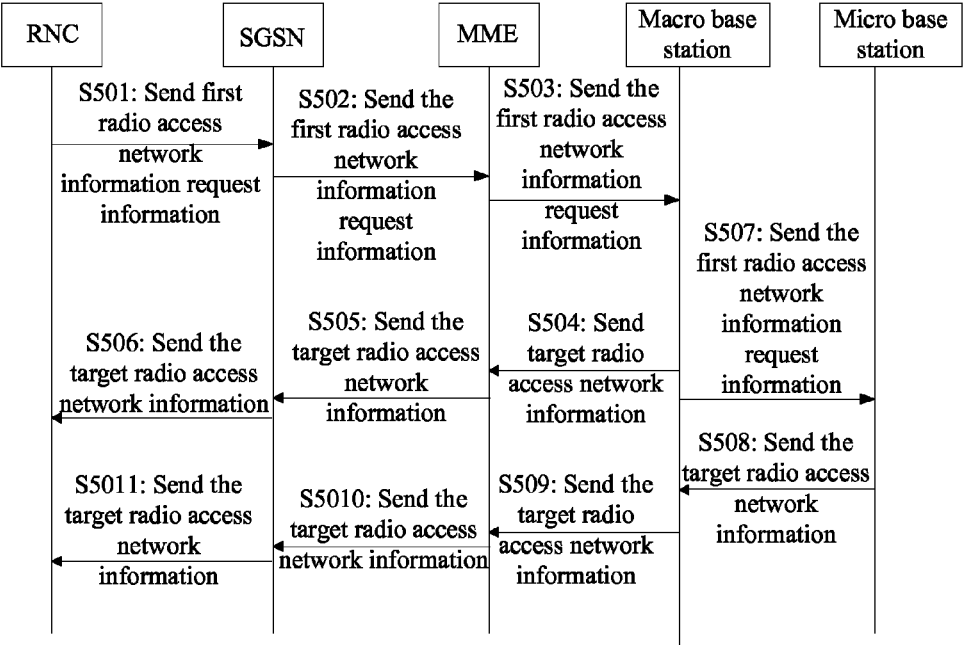 RNC
SGSN
MME
Macro base
station
Micro base
station
S501: Send first
radio access
network
information request
information
S502: Send the
first radio access
network
information
request
information
S503: Send the
first radio access
network
information
request
information
S507: Send the
first radio access
network
information
request
information
S504: Send
target radio
access network
information
S505: Send the
target radio access
network
information
S506: Send the
target radio access
network information
S508: Send the
target radio access
network
information
S509: Send the
target radio
access network
information
S5010: Send the
target radio access
network information
S5011: Send the
target radio access
network
information